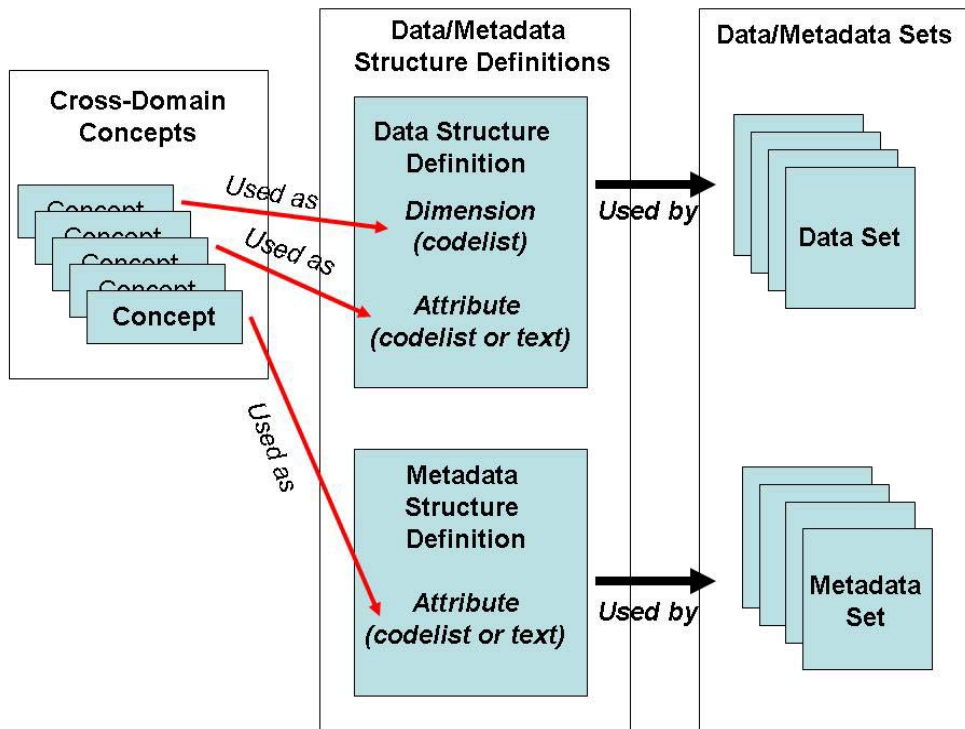 Cross-Domain
Concepts
Concept
Concept
Concept
Concept
Concept
Used as
Used as
Used as
Data/Metadata
Structure Definitions
Data Structure
Definition
Dimension
(codelist)
Attribute
(codelist or text)
Metadata
Structure
Definition
Attribute
(codelist or text)
Used by
Used by
Data/Metadata Sets
Data Set
Metadata
Set